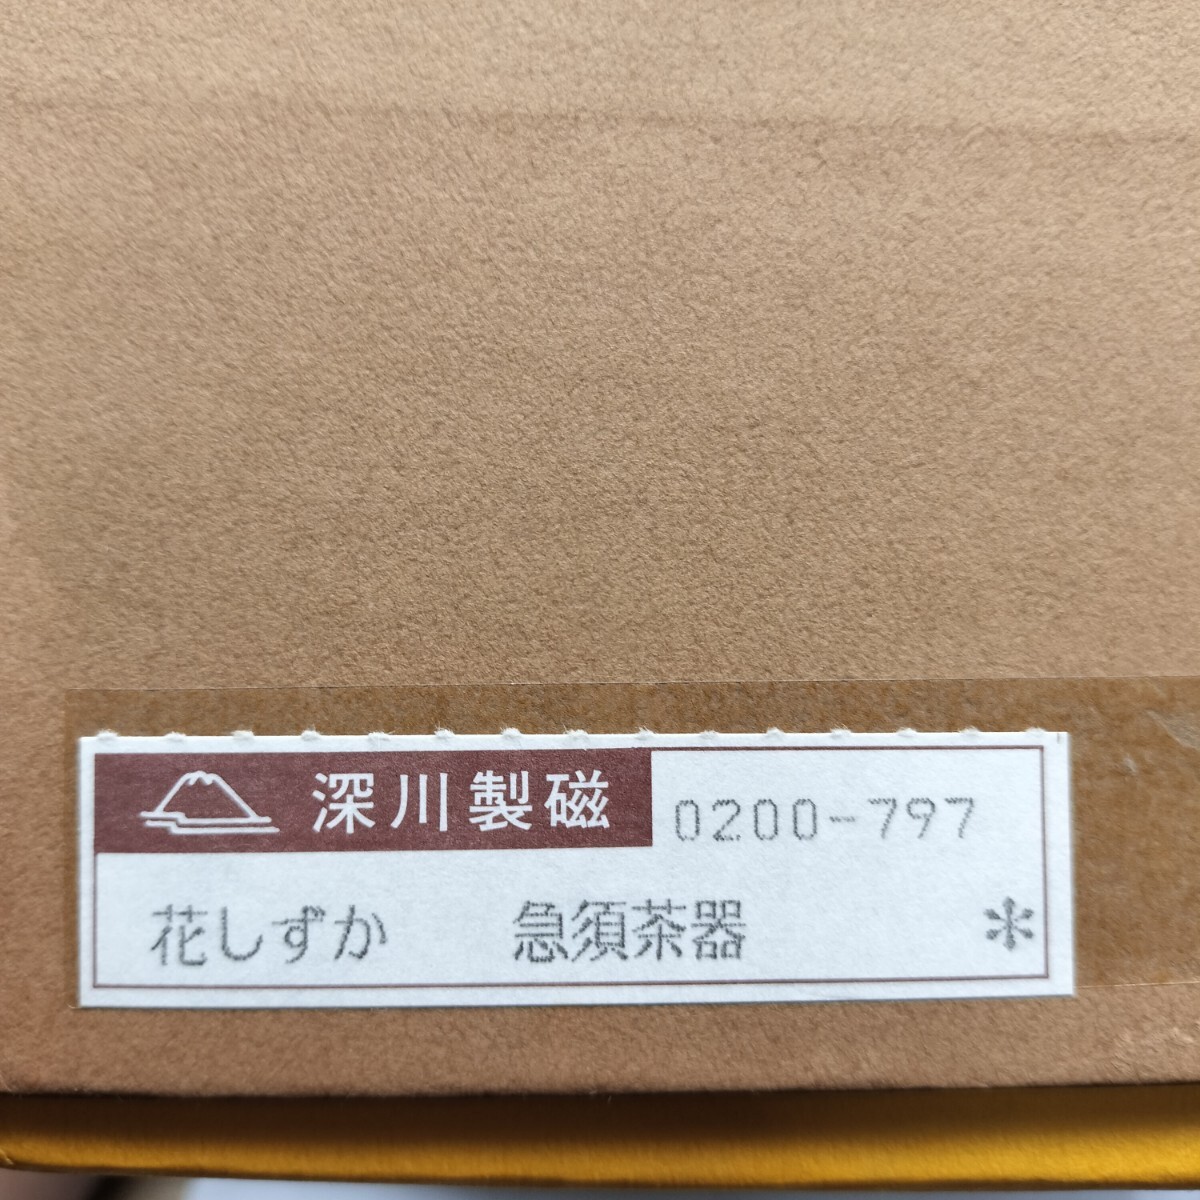 深川製磁 0200-797
花しずか 急須茶器 *